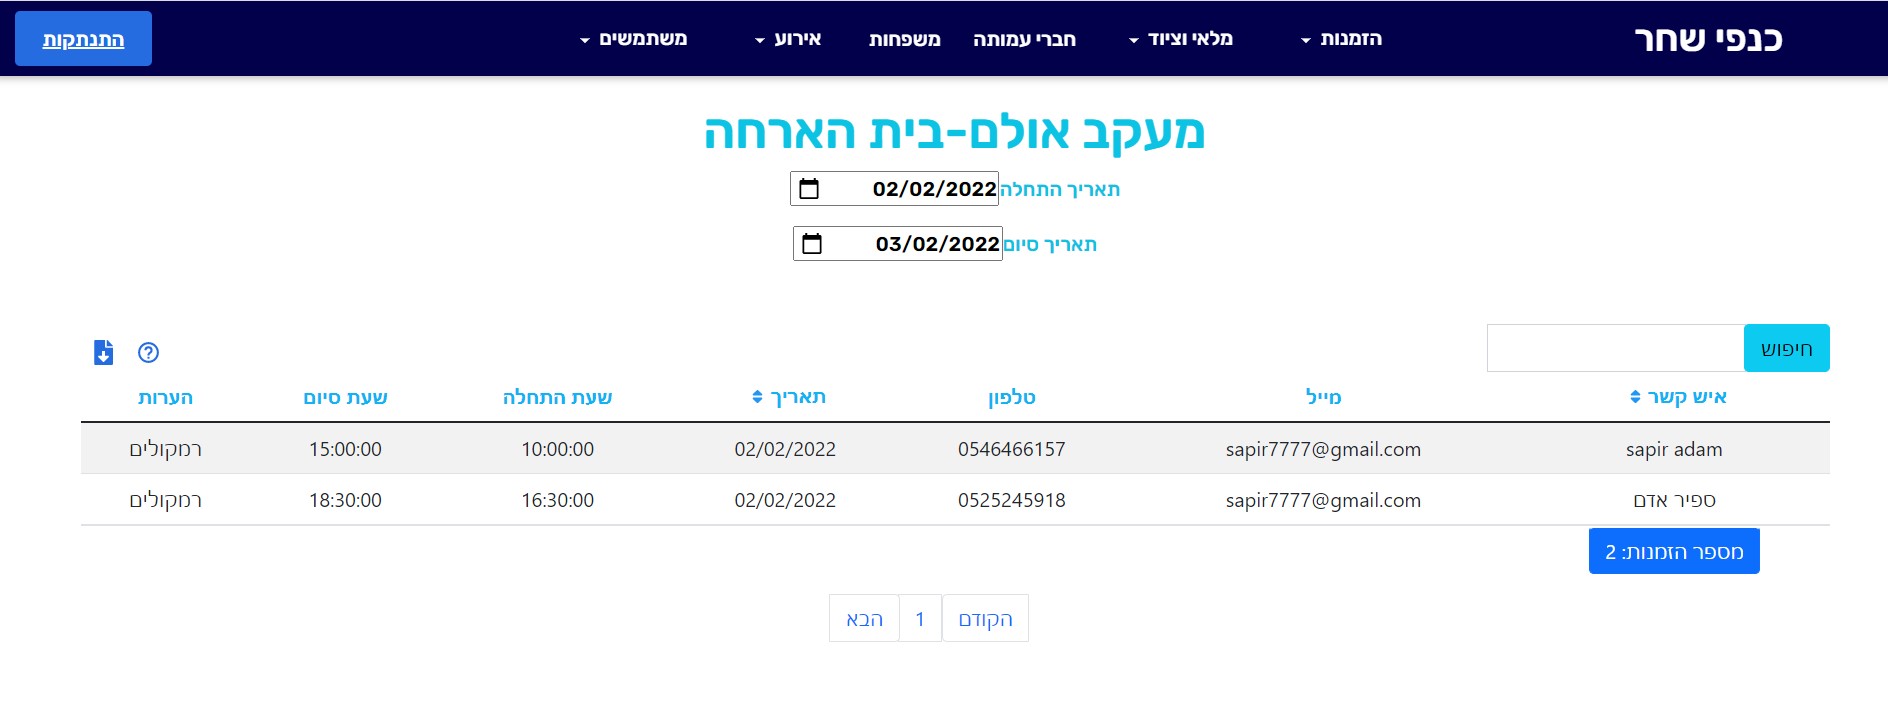 כנפי שחר הזמנות מלאי וציוד חברי עמותה משפחות אירוע משתמשים התנתקות
מעקב אולם-בית הארחה
תאריך התחלה 02/02/2022
תאריך סיום 03/02/2022
חיפוש
איש קשר מייל טלפון תאריך שעת התחלה שעת סיום הערות
sapir adam sapir7777@gmail.com 0546466157 02/02/2022 10:00:00 15:00:00 רמקולים
ספיר אדם sapir7777@gmail.com 0525245918 02/02/2022 16:30:00 18:30:00 רמקולים
מספר הזמנות: 2
הקודם 1 הבא